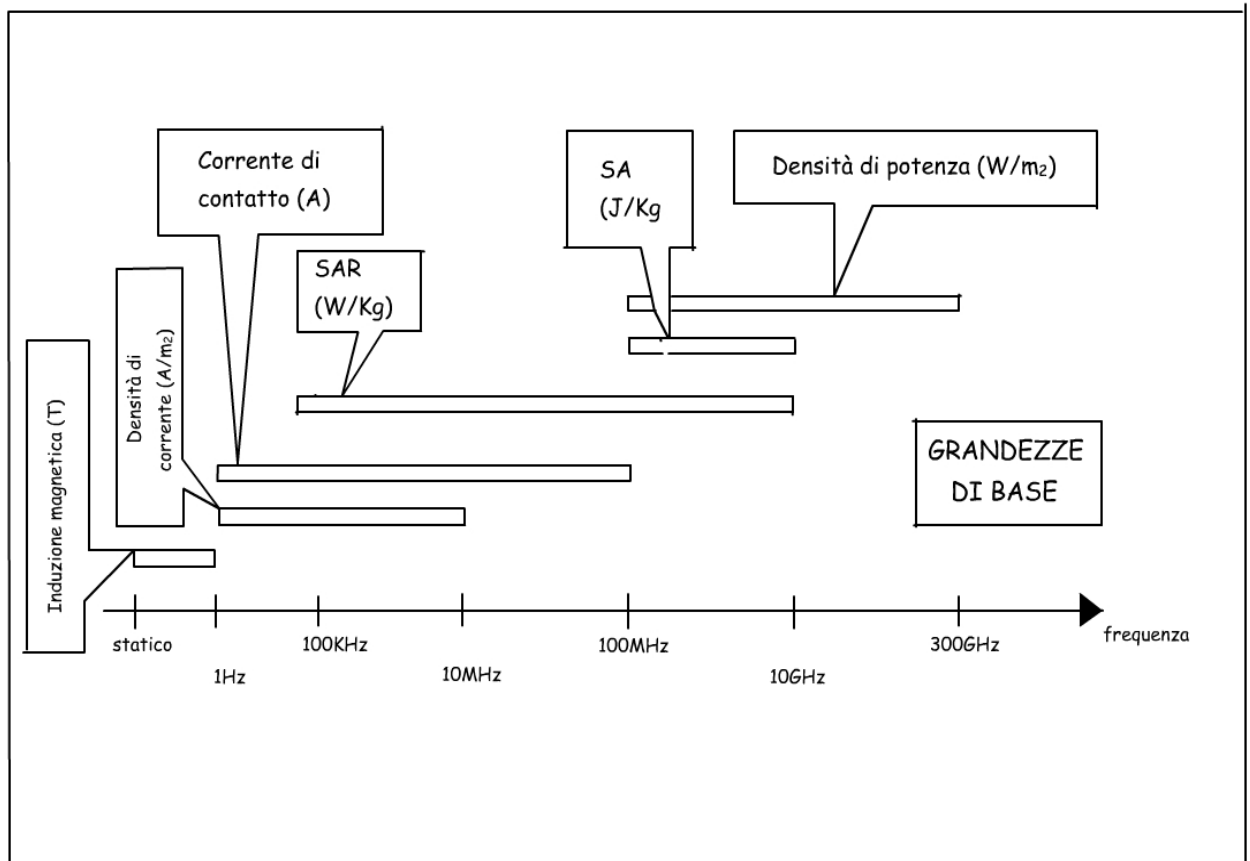 Corrente di
contatto (A)
SA
(J/Kg
Densità di potenza (W/m2)
SAR
(W/Kg)
Densità di
corrente (A/m2)
Induzione magnetica (T)
GRANDEZZE
DI BASE
statico
1Hz
100KHz
10MHz
100MHz
10GHz
300GHz
frequenza